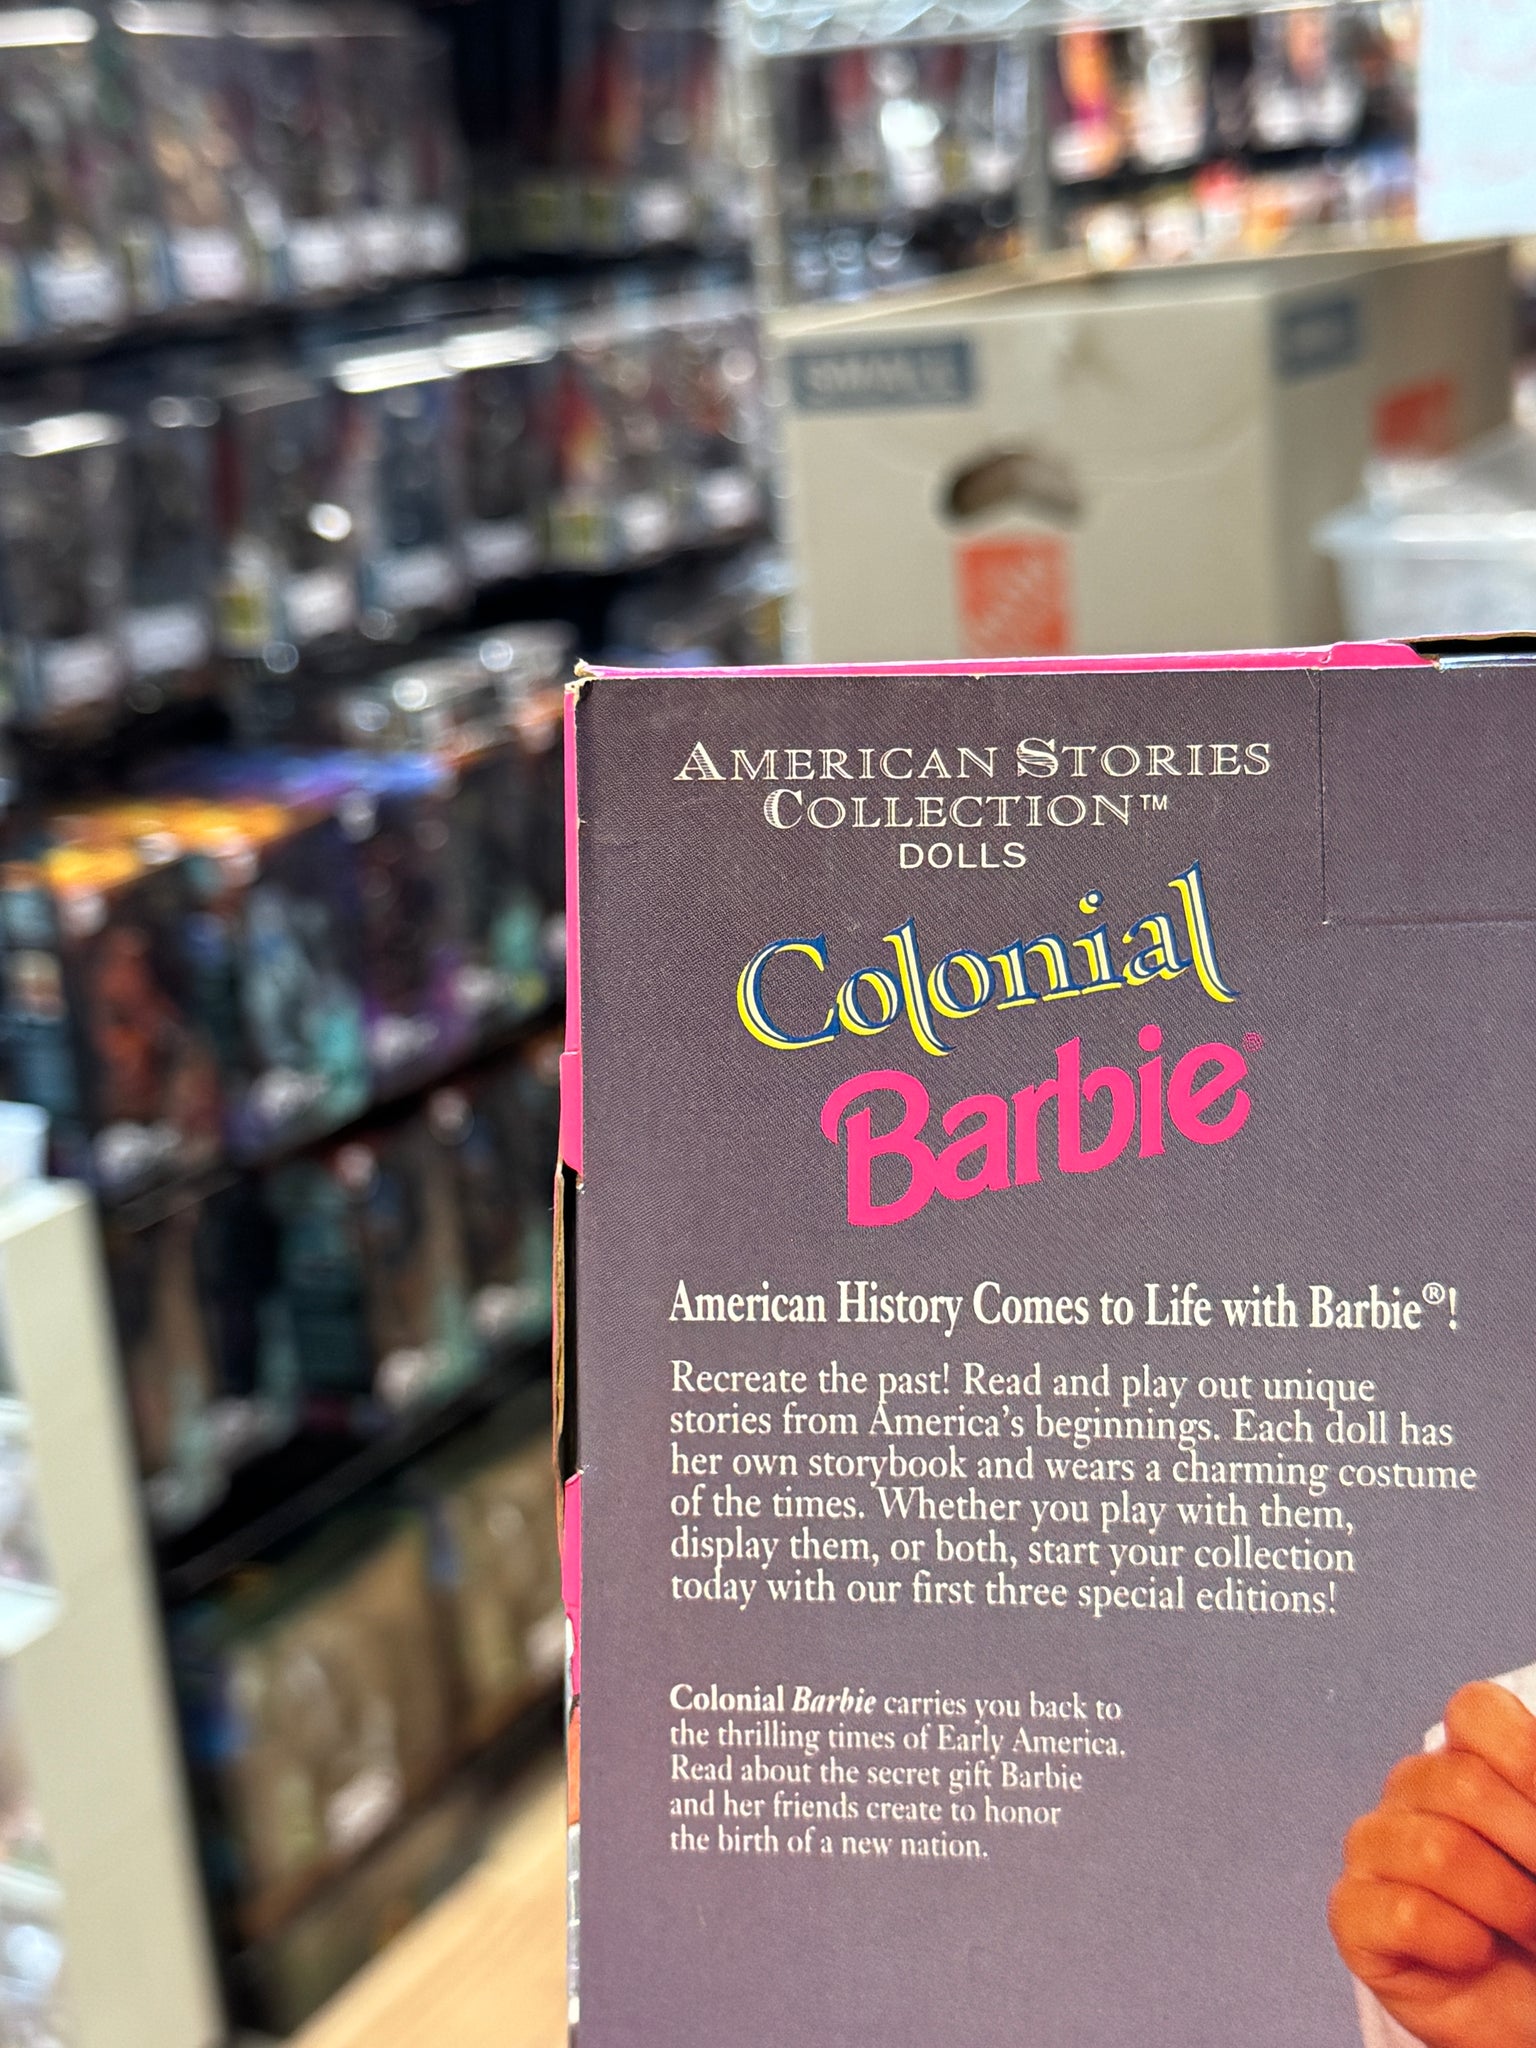 AMERICAN STORIES
COLLECTION™
DOLLS
Colonial
Barbie®
American History Comes to Life with Barbie®!
Recreate the past! Read and play out unique
stories from America's beginnings. Each doll has
her own storybook and wears a charming costume
of the times. Whether you play with them,
display them, or both, start your collection
today with our first three special editions!
Colonial Barbie carries you back to
the thrilling times of Early America.
Read about the secret gift Barbie
and her friends create to honor
the birth of a new nation.